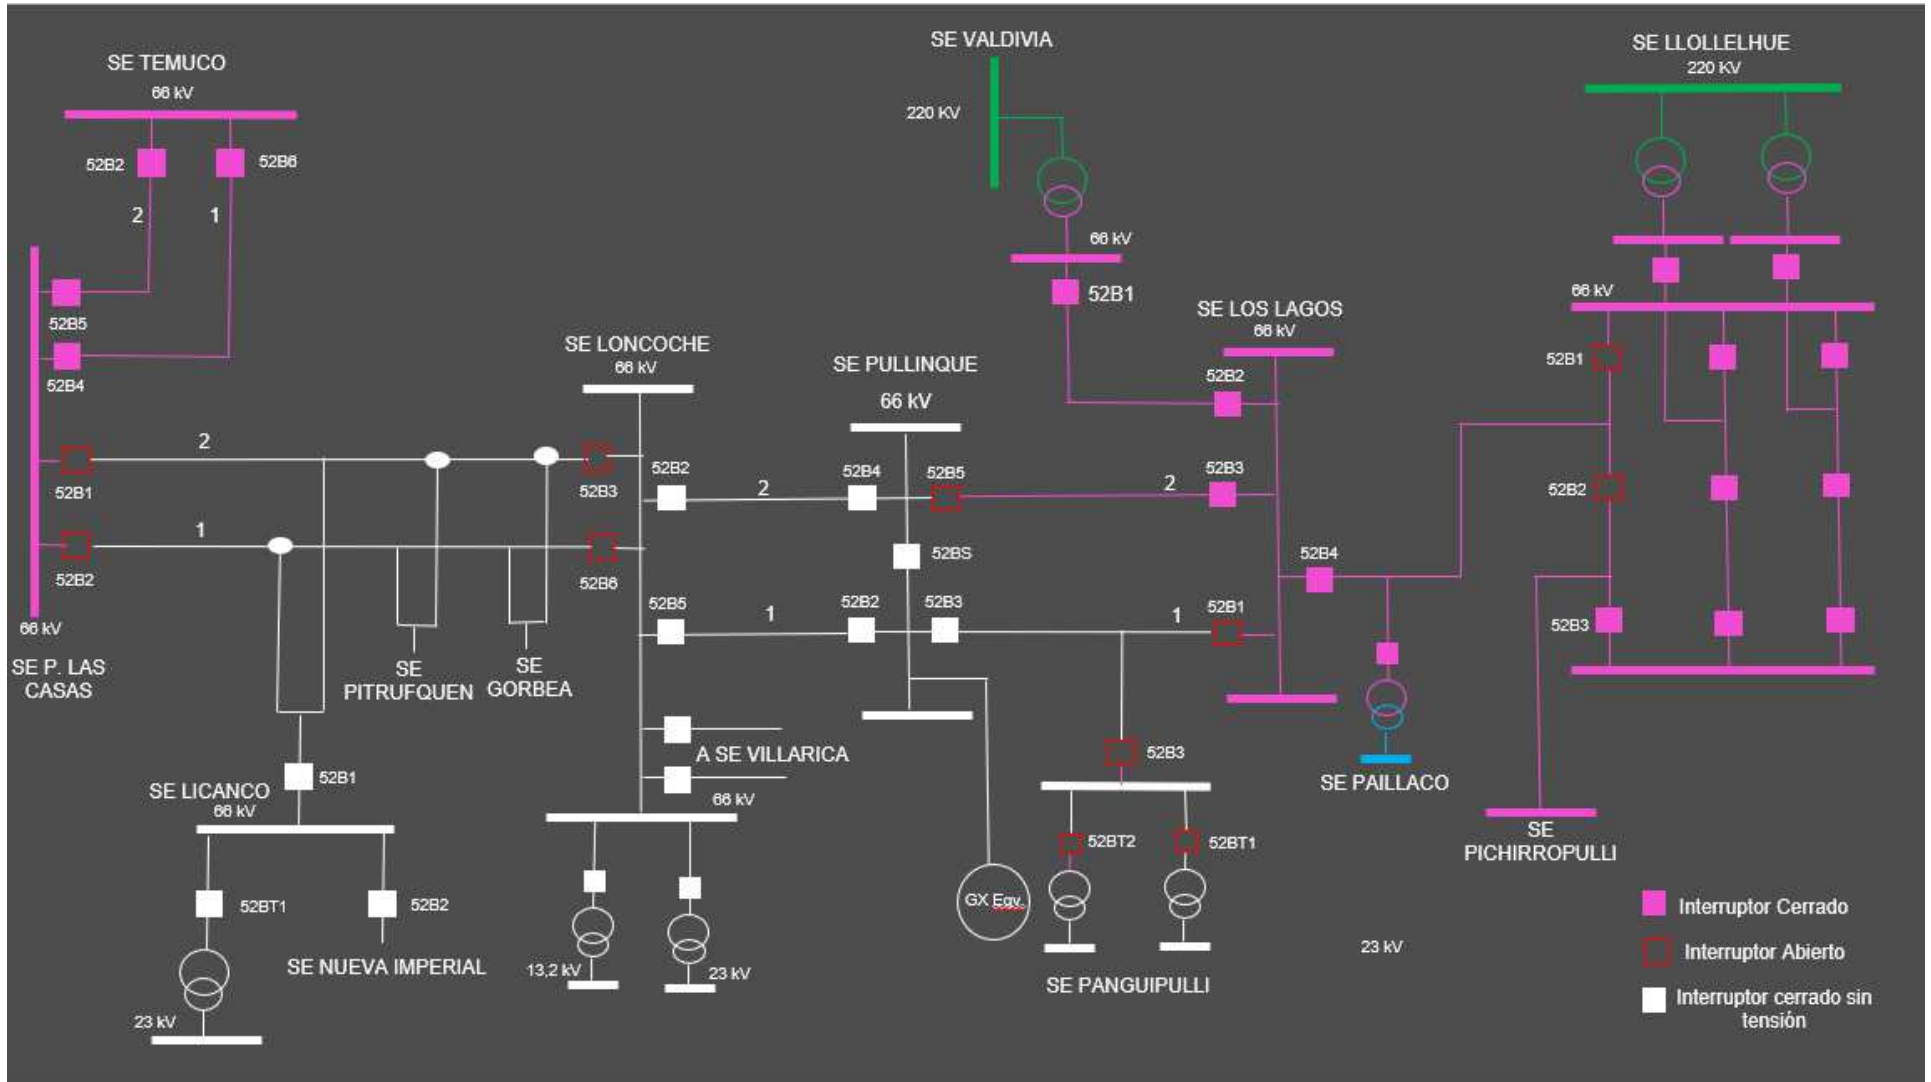 SE TEMUCO
66 kV
52B2
52B6
2
1
52B5
52B4
52B1
52B2
66 kV
SE P. LAS
CASAS
2
1
SE
PITRUFQUEN
SE
GORBEA
52B3
52B6
52B1
SE LICANCO
66 kV
52BT1
52B2
SE NUEVA IMPERIAL
23 kV
SE LONCOCHE
66 kV
52B2
52B5
2
1
A SE VILLARICA
66 kV
13,2 kV
23 kV
SE PULLINQUE
66 kV
52B4
52B5
52BS
52B2
52B3
GX Eqv.
SE VALDIVIA
220 KV
66 kV
52B1
SE LOS LAGOS
66 kV
52B2
2
52B3
1
52B1
52B4
52B3
52BT2
52BT1
SE PANGUIPULLI
SE PAILLACO
SE LLOLLELHUE
220 KV
66 kV
52B1
52B2
52B3
SE
PICHIRROPULLI
23 kV
Interruptor Cerrado
Interruptor Abierto
Interruptor cerrado sin
tensión